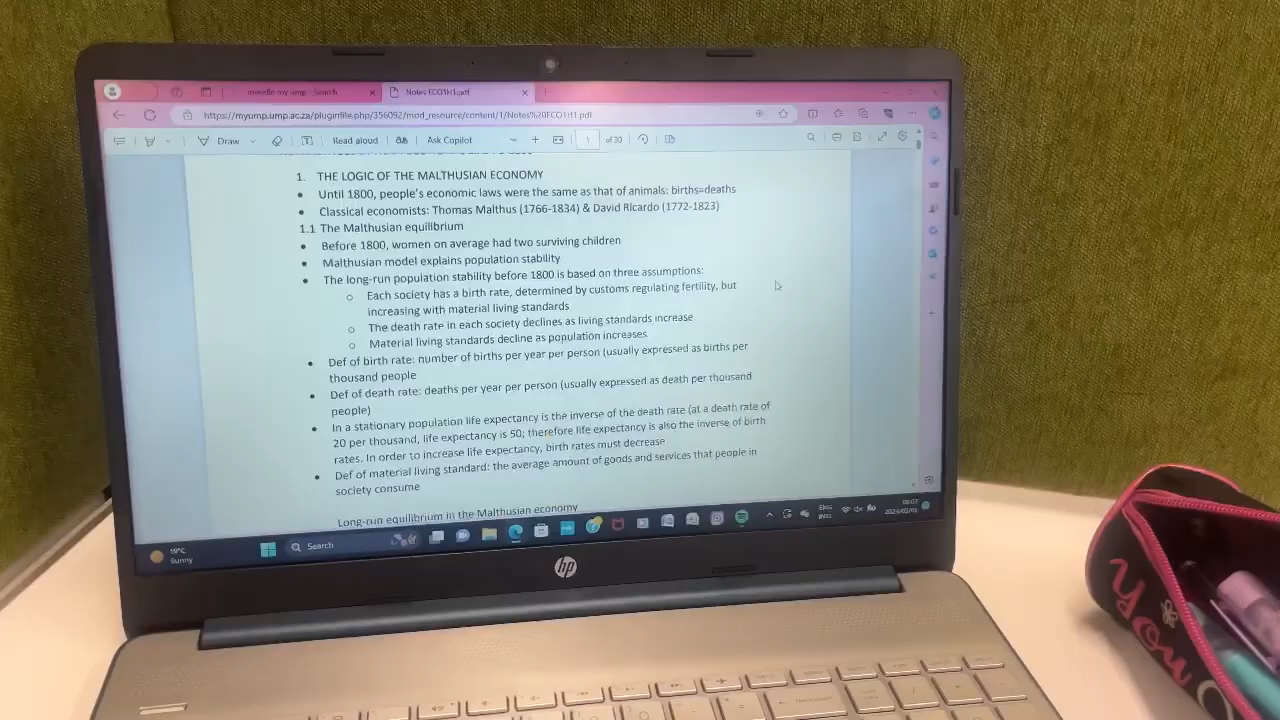 moodle my ump - Search
Notes ECO1H1.pdf
https://myump.ump.ac.za/pluginfile.php/356092/mod_resource/content/1/Notes%20ECO1H1.pdf
Draw
Read aloud
Ask Copilot
1
of 30
1. THE LOGIC OF THE MALTHUSIAN ECONOMY
• Until 1800, people's economic laws were the same as that of animals: births=deaths
• Classical economists: Thomas Malthus (1766-1834) & David Ricardo (1772-1823)
1.1 The Malthusian equilibrium
• Before 1800, women on average had two surviving children
• Malthusian model explains population stability
• The long-run population stability before 1800 is based on three assumptions:
o Each society has a birth rate, determined by customs regulating fertility, but
increasing with material living standards
o The death rate in each society declines as living standards increase
o Material living standards decline as population increases
• Def of birth rate: number of births per year per person (usually expressed as births per
thousand people
• Def of death rate: deaths per year per person (usually expressed as death per thousand
people)
• In a stationary population life expectancy is the inverse of the death rate (at a death rate of
20 per thousand, life expectancy is 50; therefore life expectancy is also the inverse of birth
rates. In order to increase life expectancy, birth rates must decrease
• Def of material living standard: the average amount of goods and services that people in
society consume
Long-run equilibrium in the Malthusian economy
19°C
Sunny
Search
ENG
08:07
hp
You